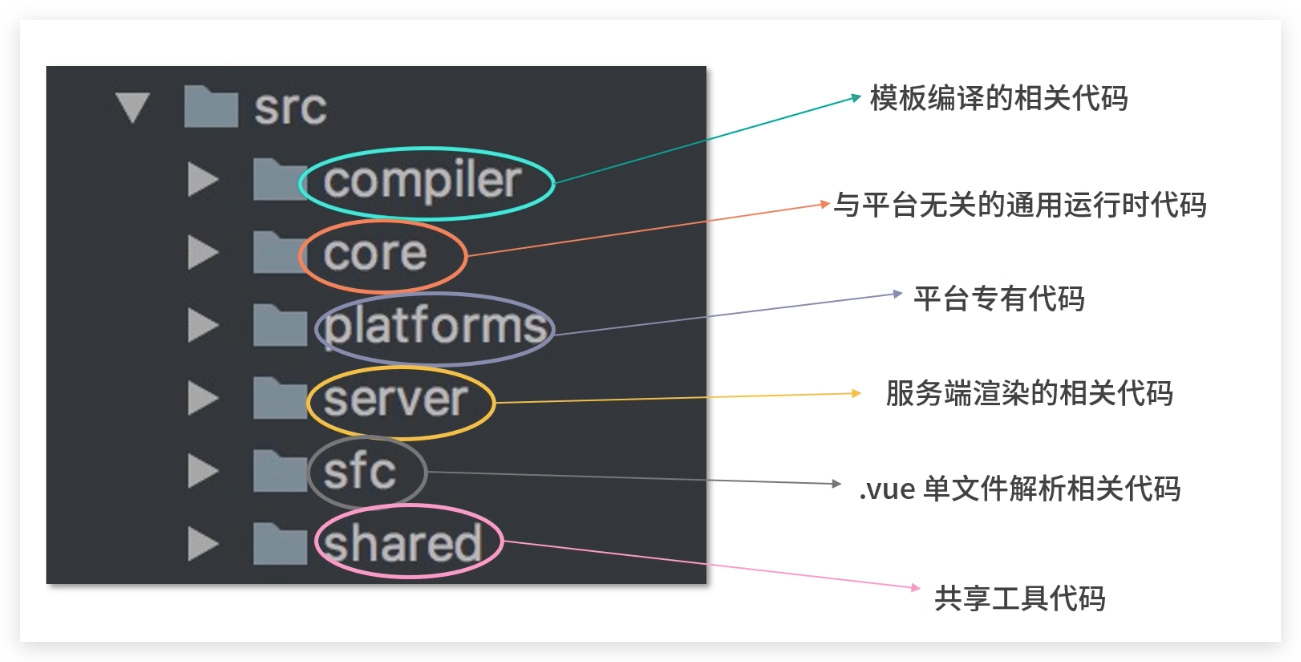 src
compiler
模板编译的相关代码
core
与平台无关的通用运行时代码
platforms
平台专有代码
server
服务端渲染的相关代码
sfc
.vue 单文件解析相关代码
shared
共享工具代码